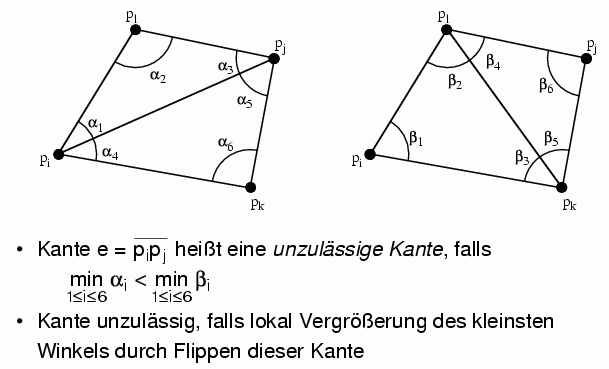 p_l
p_j
α_2
α_3
α_5
α_1
α_4
α_6
p_i
p_k
p_l
p_j
β_4
β_2
β_6
β_1
β_5
β_3
p_i
p_k
• Kante e = p_ip_j heißt eine unzulässige Kante, falls
min α_i < min β_i
1≤i≤6 1≤i≤6
• Kante unzulässig, falls lokal Vergrößerung des kleinsten
Winkels durch Flippen dieser Kante